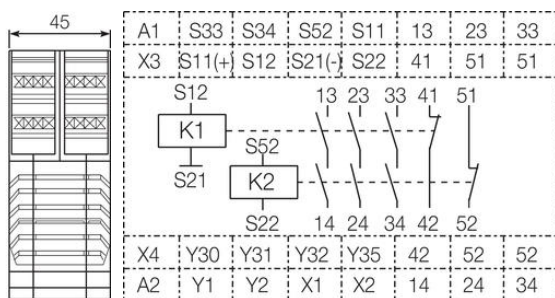 45
A1 S33 S34 S52 S11 13 23 33
X3 S11(+) S12 S21(-) S22 41 51 51
S12 13 23 33 41 51
K1
S52
S21 K2
S22 14 24 34 42 52
X4 Y30 Y31 Y32 Y35 42 52 52
A2 Y1 Y2 X1 X2 14 24 34